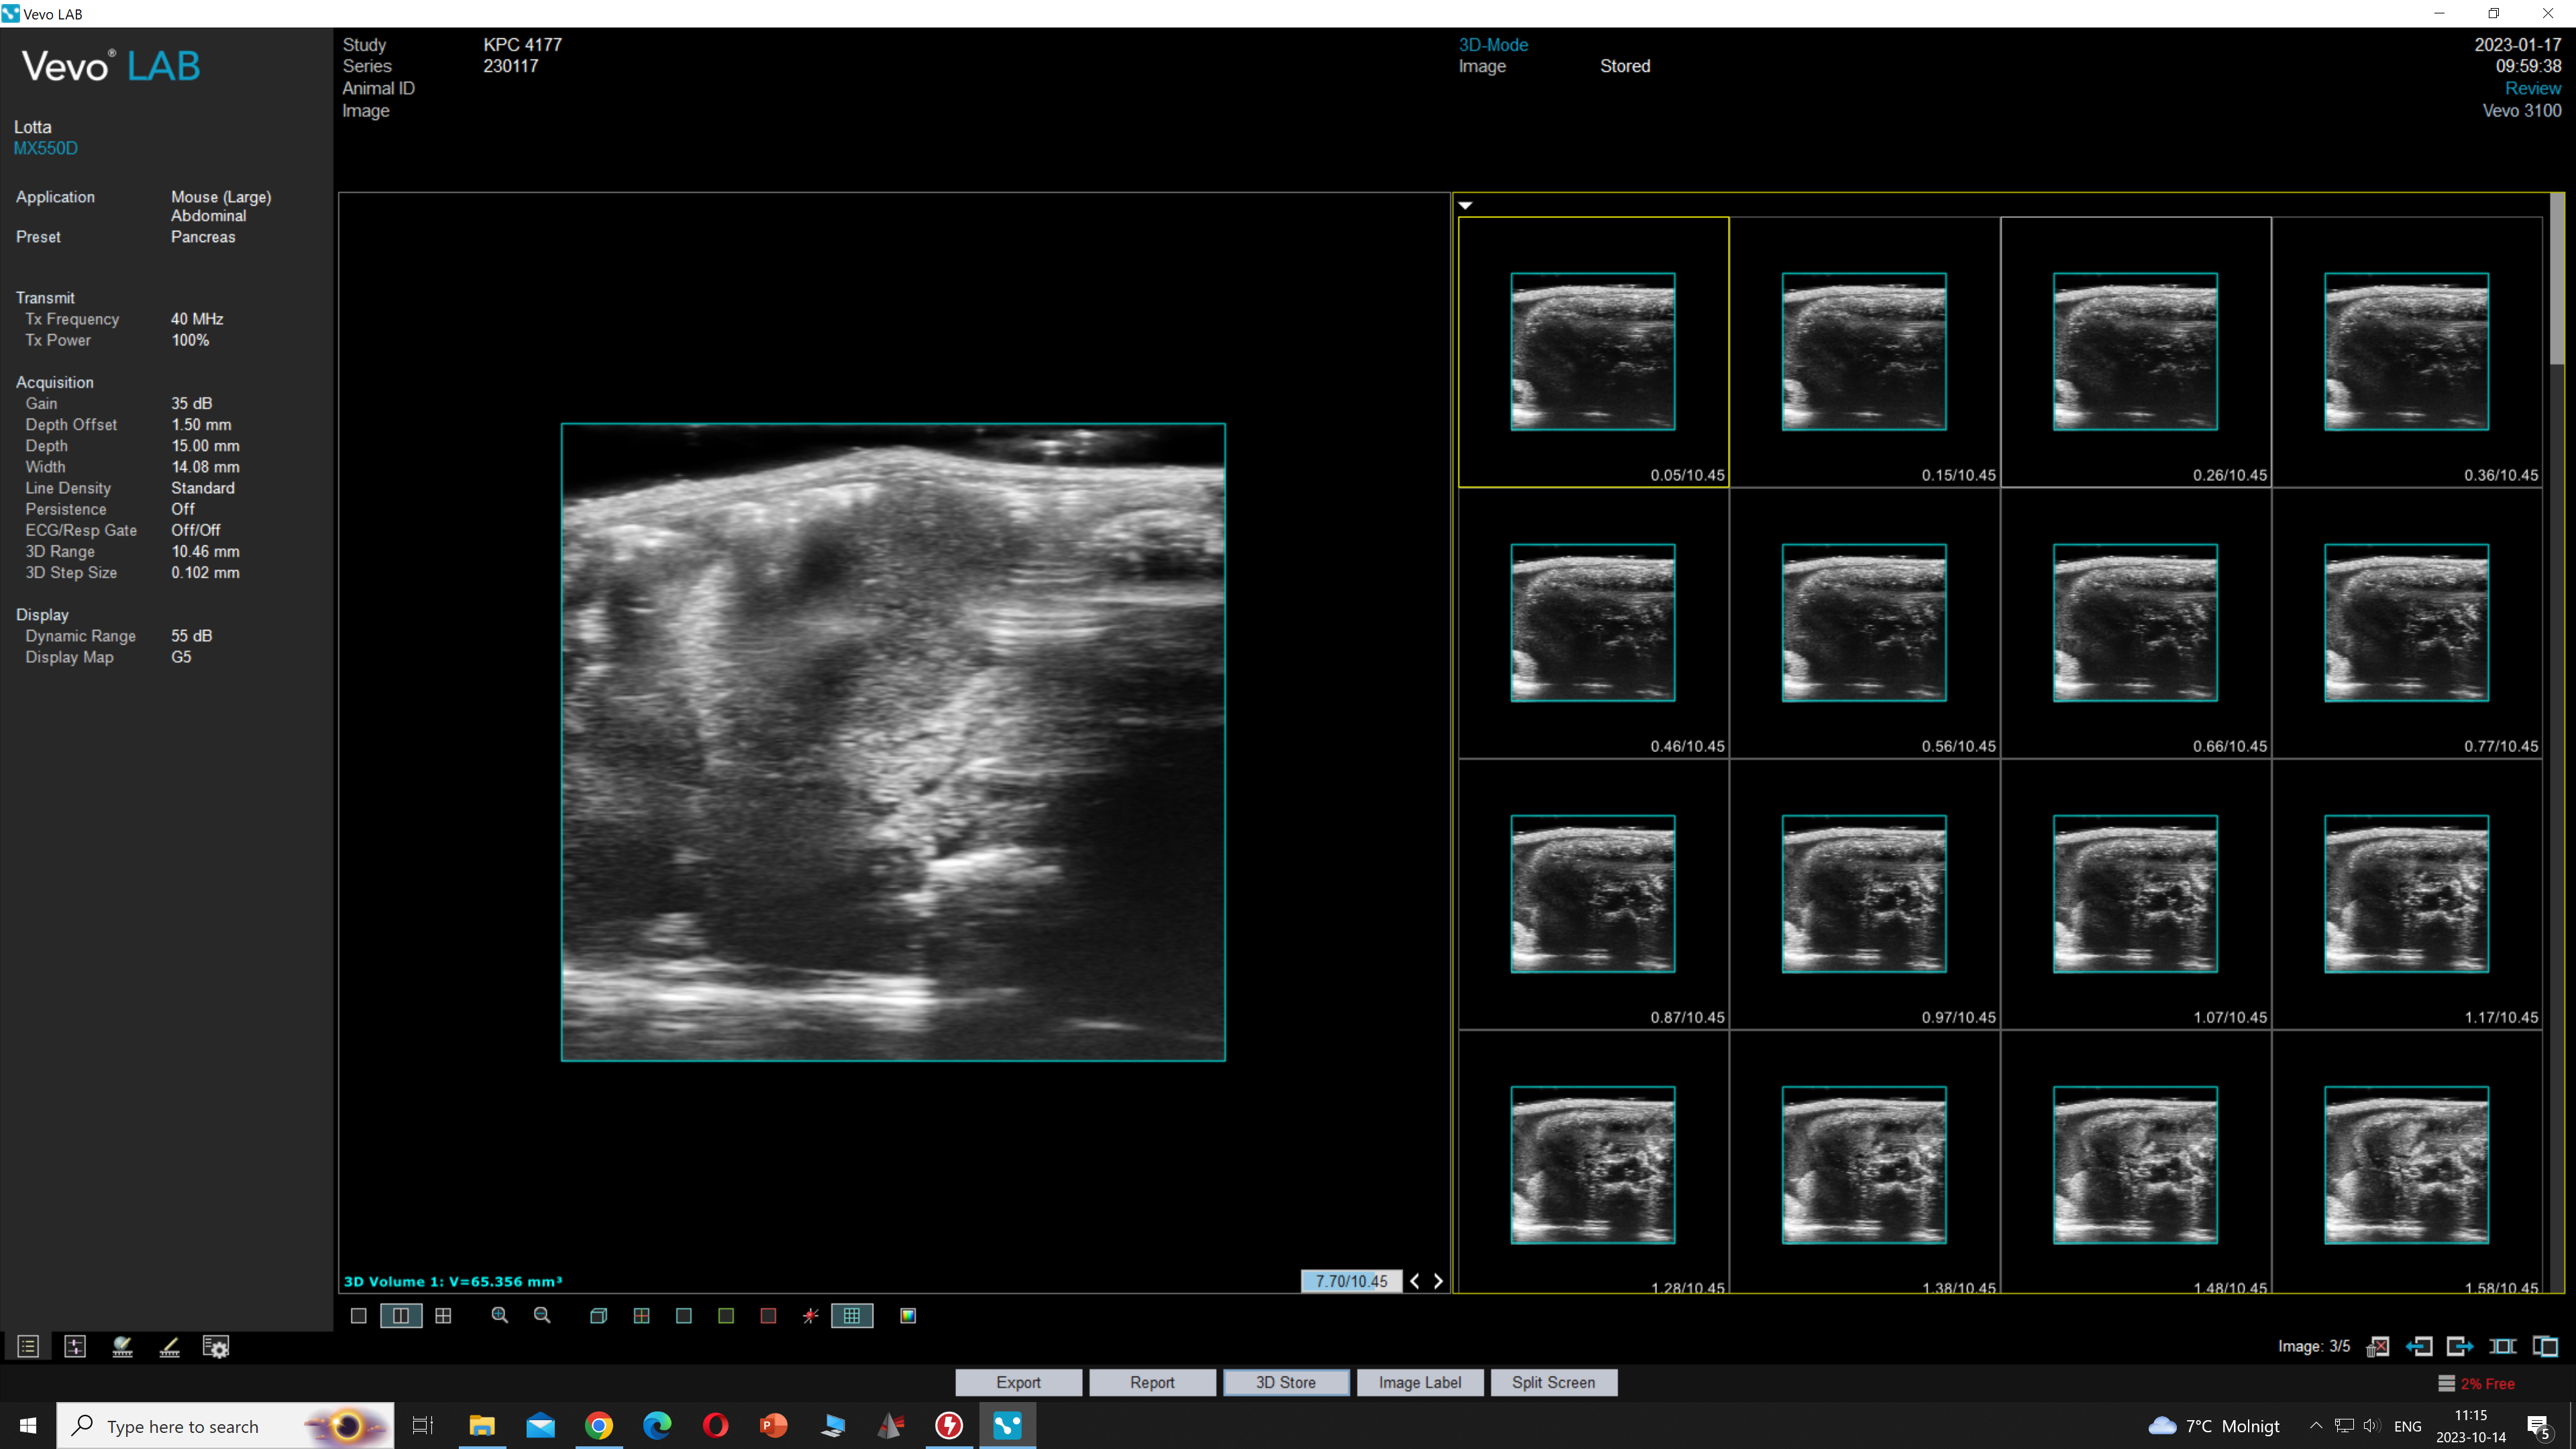 Vevo LAB
Vevo® LAB
Lotta
MX550D
Application Mouse (Large)
Abdominal
Preset Pancreas
Transmit
Tx Frequency 40 MHz
Tx Power 100%
Acquisition
Gain 35 dB
Depth Offset 1.50 mm
Depth 15.00 mm
Width 14.08 mm
Line Density Standard
Persistence Off
ECG/Resp Gate Off/Off
3D Range 10.46 mm
3D Step Size 0.102 mm
Display
Dynamic Range 55 dB
Display Map G5
Study KPC 4177
Series 230117
Animal ID
Image
3D-Mode
Image Stored
2023-01-17
09:59:38
Review
Vevo 3100
3D Volume 1: V=65.356 mm³
7.70/10.45
0.05/10.45 0.15/10.45 0.26/10.45 0.36/10.45
0.46/10.45 0.56/10.45 0.66/10.45 0.77/10.45
0.87/10.45 0.97/10.45 1.07/10.45 1.17/10.45
1.28/10.45 1.38/10.45 1.48/10.45 1.58/10.45
Image: 3/5
Export Report 3D Store Image Label Split Screen
2% Free
Type here to search
P
7°C Molnigt
ENG
11:15
2023-10-14
5